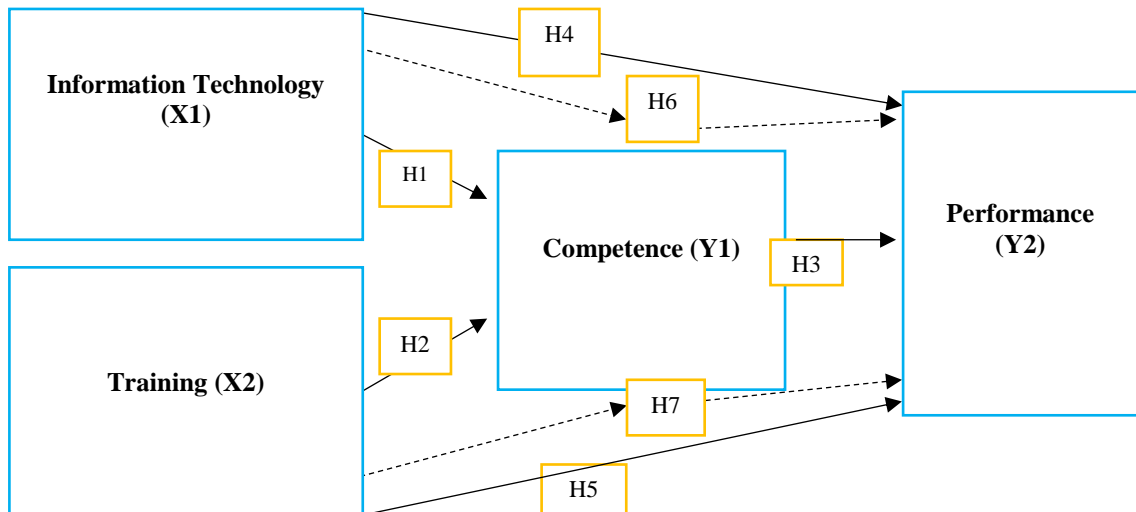 H4
Information Technology
(X1)
H6
H1
Performance
(Y2)
Competence (Y1)
H3
H2
Training (X2)
H7
H5